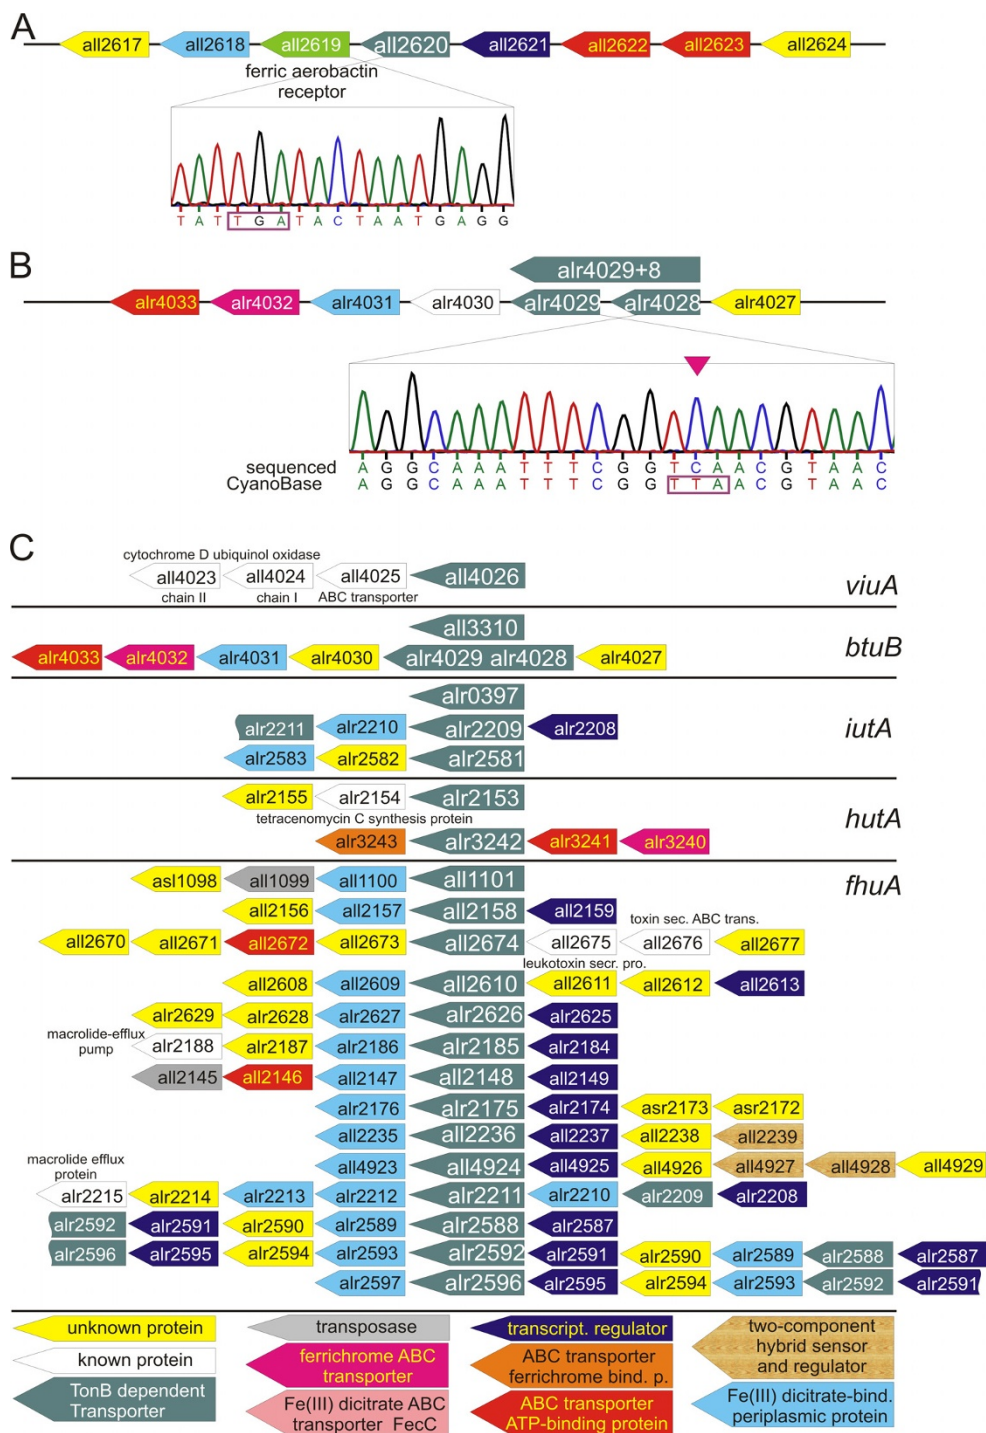 A
all2617 all2618 all2619 all2620 all2621 all2622 all2623 all2624
ferric aerobactin
receptor
T A T T G A T A C T A A T G A G G
B
alr4029+8
alr4033 alr4032 alr4031 alr4030 alr4029 alr4028 alr4027
sequenced A G G C A A A T T T C G G T C A A C G T A A C
CyanoBase A G G C A A A T T T C G G T T A A C G T A A C
C
cytochrome D ubiquinol oxidase
all4023 all4024 all4025 all4026 viuA
chain II chain I ABC transporter
all3310
alr4033 alr4032 alr4031 alr4030 alr4029 alr4028 alr4027 btuB
alr0397
alr2211 alr2210 alr2209 alr2208 iutA
alr2583 alr2582 alr2581
alr2155 alr2154 alr2153 hutA
tetracenomycin C synthesis protein
alr3243 alr3242 alr3241 alr3240
asl1098 all1099 all1100 all1101 fhuA
all2156 all2157 all2158 all2159 toxin sec. ABC trans.
all2670 all2671 all2672 all2673 all2674 all2675 all2676 all2677
leukotoxin secr. pro.
all2608 all2609 all2610 all2611 all2612 all2613
alr2629 alr2628 alr2627 alr2626 alr2625
macrolide-efflux
pump
alr2188 alr2187 alr2186 alr2185 alr2184
all2145 all2146 all2147 all2148 all2149
alr2176 alr2175 alr2174 asr2173 asr2172
all2235 all2236 all2237 all2238 all2239
all4923 all4924 all4925 all4926 all4927 all4928 all4929
macrolide efflux
protein
alr2215 alr2214 alr2213 alr2212 alr2211 alr2210 alr2209 alr2208
alr2592 alr2591 alr2590 alr2589 alr2588 alr2587
alr2596 alr2595 alr2594 alr2593 alr2592 alr2591 alr2590 alr2589 alr2588 alr2587
alr2597 alr2596 alr2595 alr2594 alr2593 alr2592 alr2591
unknown protein
known protein
TonB dependent
Transporter
transposase
ferrichrome ABC
transporter
Fe(III) dicitrate ABC
transporter FecC
transcript. regulator
ABC transporter
ferrichrome bind. p.
ABC transporter
ATP-binding protein
two-component
hybrid sensor
and regulator
Fe(III) dicitrate-bind.
periplasmic protein